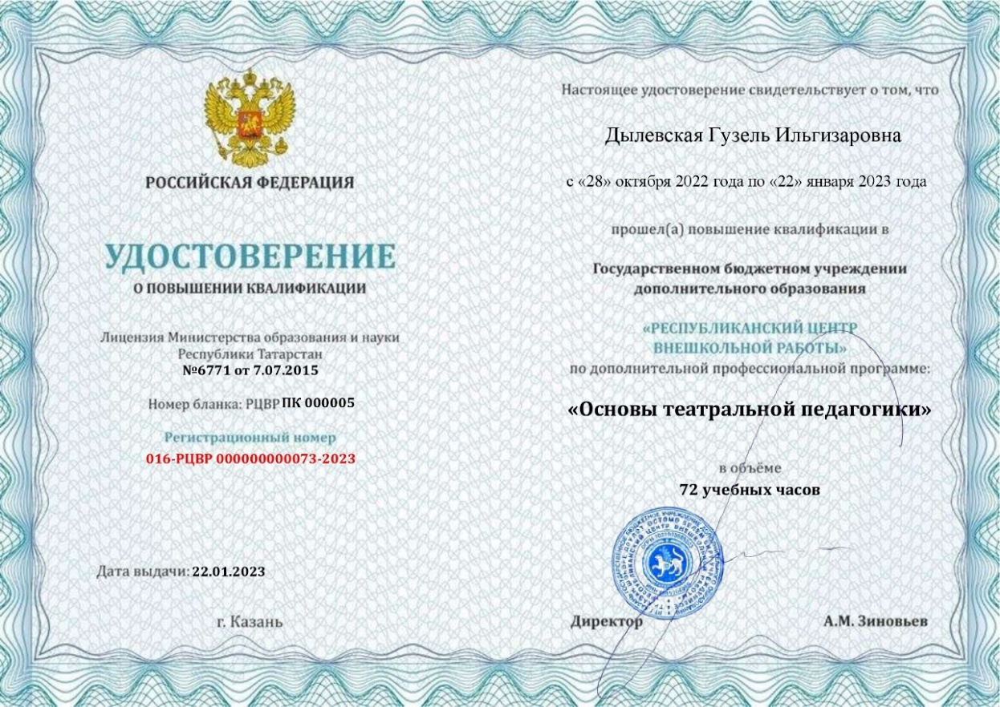 РОССИЙСКАЯ ФЕДЕРАЦИЯ
УДОСТОВЕРЕНИЕ
О ПОВЫШЕНИИ КВАЛИФИКАЦИИ
Лицензия Министерства образования и науки
Республики Татарстан
№6771 от 7.07.2015
Номер бланка: РЦВР ПК 000005
Регистрационный номер
016-РЦВР 000000000073-2023
Дата выдачи: 22.01.2023
г. Казань
Настоящее удостоверение свидетельствует о том, что
Дылевская Гузель Ильгизаровна
с «28» октября 2022 года по «22» января 2023 года
прошел(а) повышение квалификации в
Государственном бюджетном учреждении
дополнительного образования
«РЕСПУБЛИКАНСКИЙ ЦЕНТР
ВНЕШКОЛЬНОЙ РАБОТЫ»
по дополнительной профессиональной программе:
«Основы театральной педагогики»
в объёме
72 учебных часов
Директор
А.М. Зиновьев